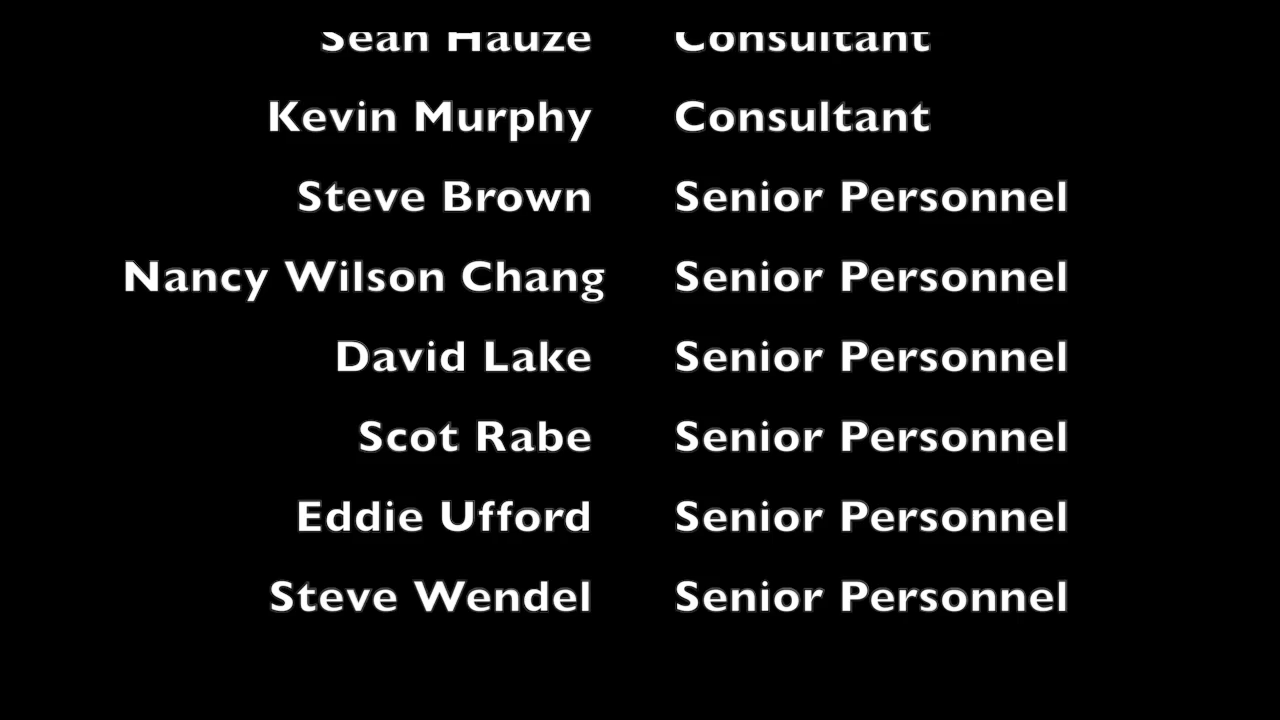 Sean Hauze Consultant
Kevin Murphy Consultant
Steve Brown Senior Personnel
Nancy Wilson Chang Senior Personnel
David Lake Senior Personnel
Scot Rabe Senior Personnel
Eddie Ufford Senior Personnel
Steve Wendel Senior Personnel